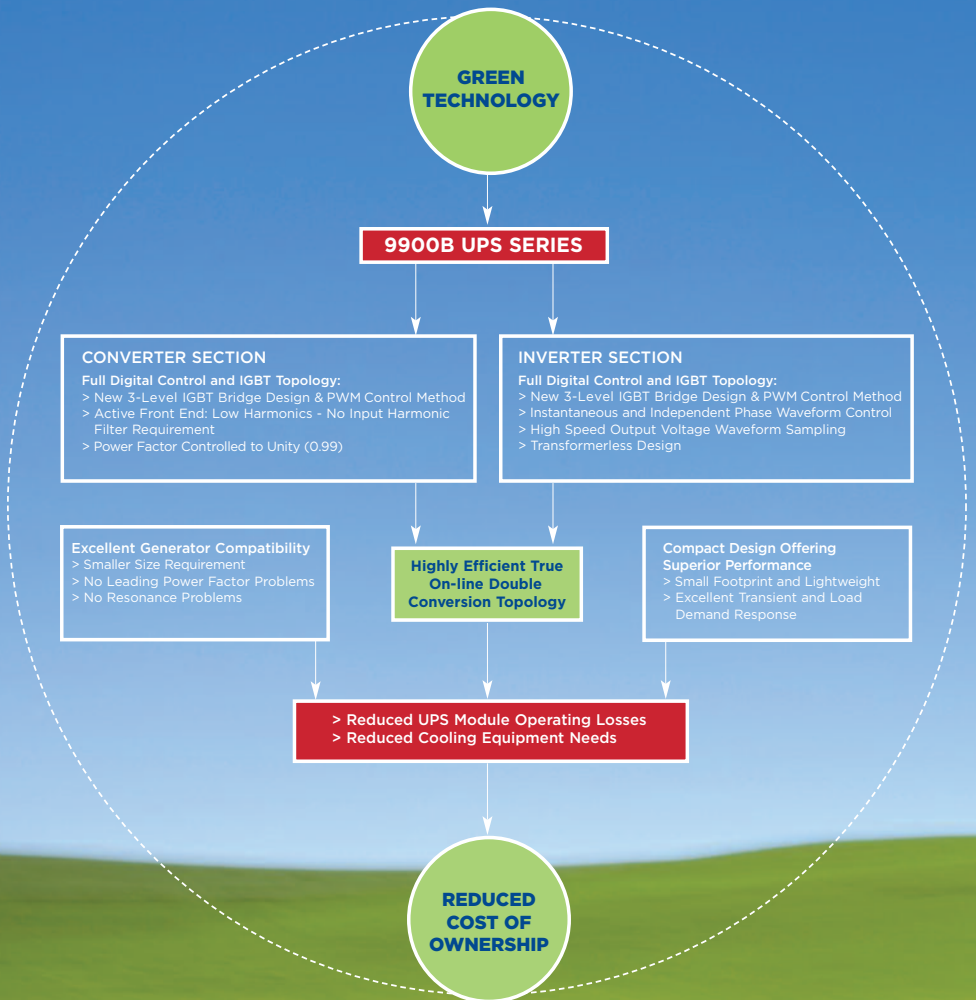 GREEN
TECHNOLOGY
9900B UPS SERIES
CONVERTER SECTION
Full Digital Control and IGBT Topology:
> New 3-Level IGBT Bridge Design & PWM Control Method
> Active Front End: Low Harmonics - No Input Harmonic
Filter Requirement
> Power Factor Controlled to Unity (0.99)
INVERTER SECTION
Full Digital Control and IGBT Topology:
> New 3-Level IGBT Bridge Design & PWM Control Method
> Instantaneous and Independent Phase Waveform Control
> High Speed Output Voltage Waveform Sampling
> Transformerless Design
Excellent Generator Compatibility
> Smaller Size Requirement
> No Leading Power Factor Problems
> No Resonance Problems
Highly Efficient True
On-line Double
Conversion Topology
Compact Design Offering
Superior Performance
> Small Footprint and Lightweight
> Excellent Transient and Load
Demand Response
> Reduced UPS Module Operating Losses
> Reduced Cooling Equipment Needs
REDUCED
COST OF
OWNERSHIP